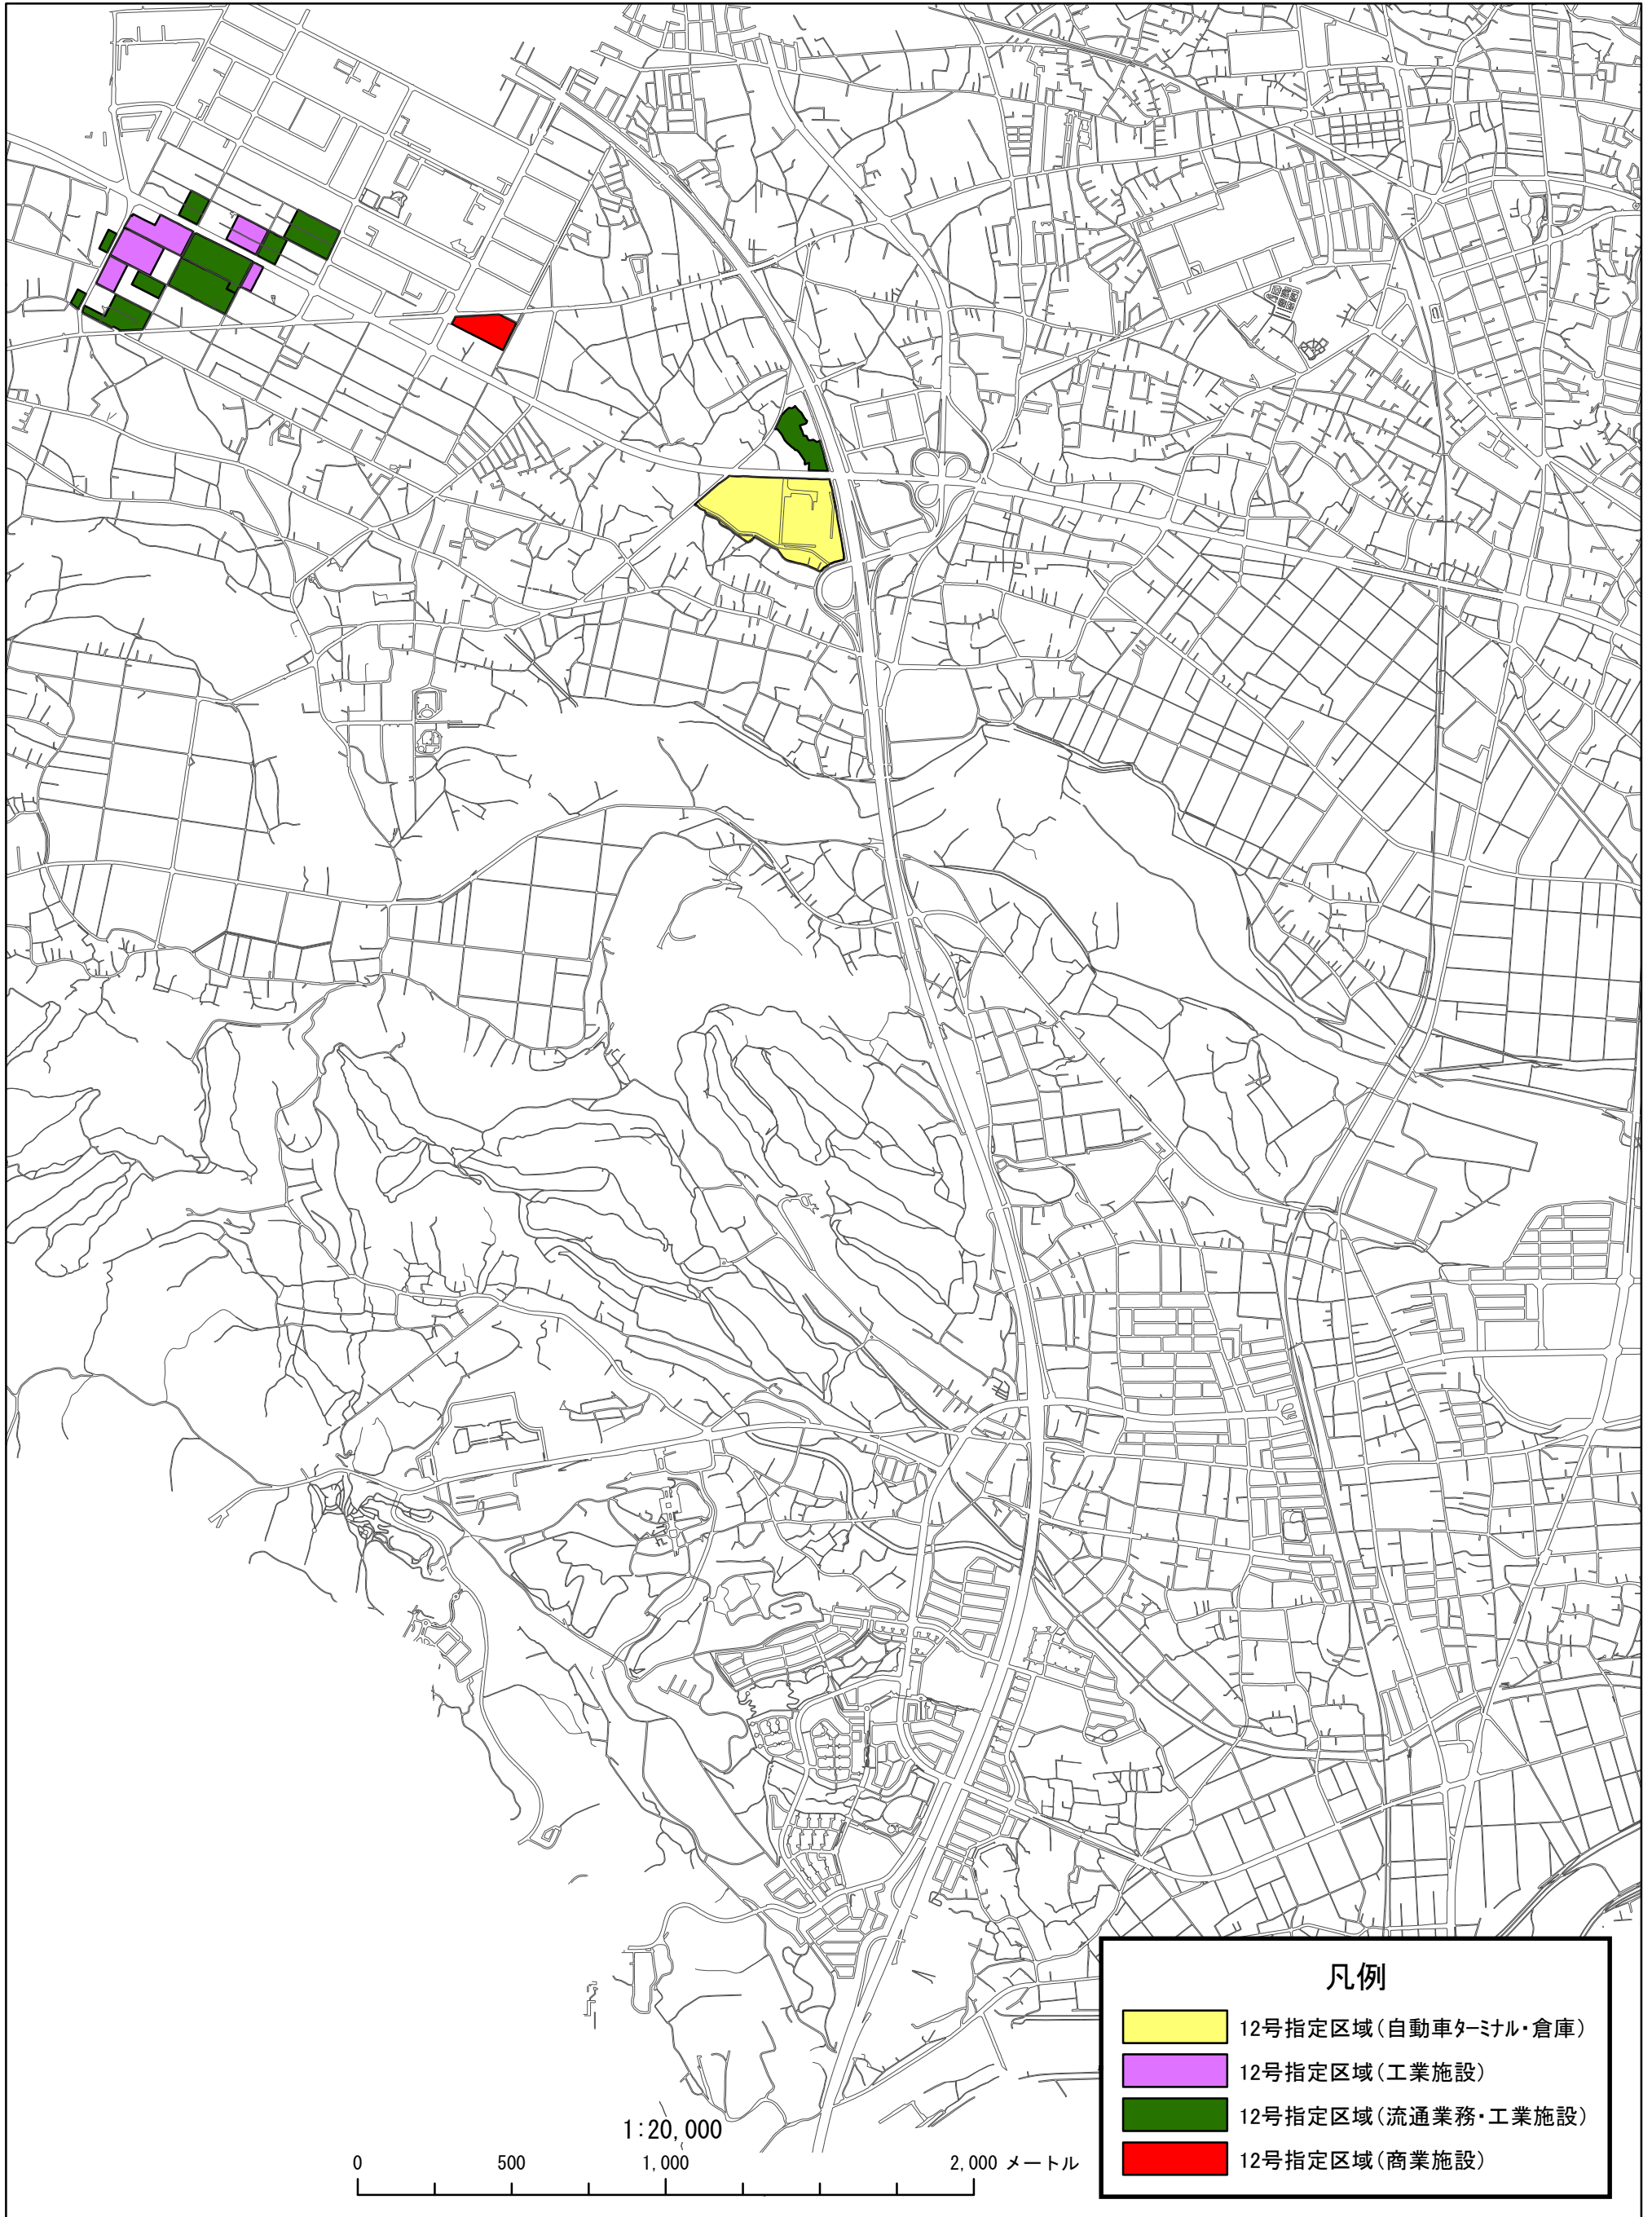 凡例
12号指定区域(自動車ﾀｰﾐﾅﾙ・倉庫)
12号指定区域(工業施設)
12号指定区域(流通業務・工業施設)
12号指定区域(商業施設)
1:20,000
0 500 1,000 2,000 メートル